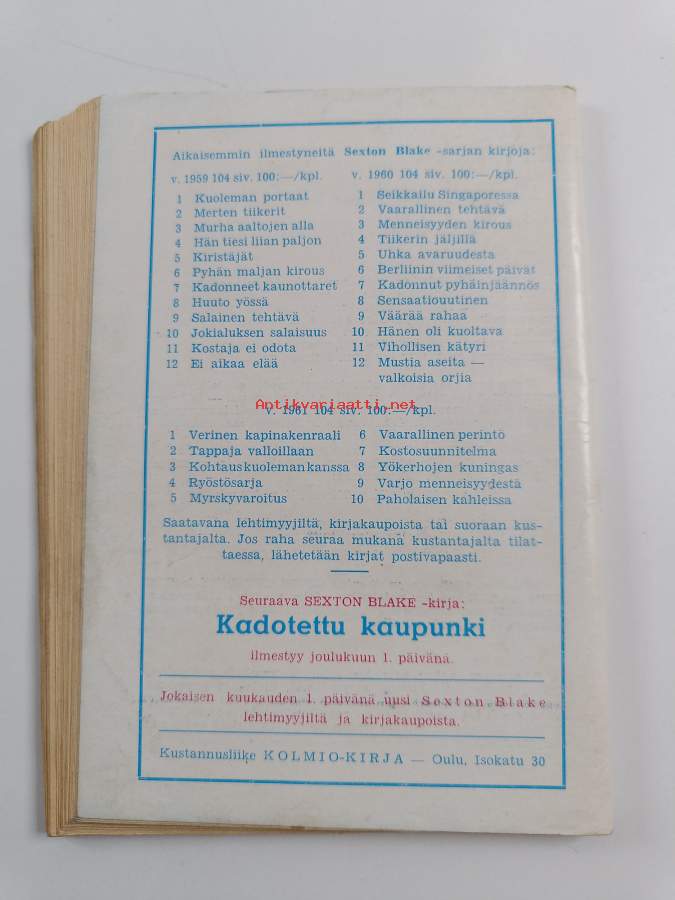 Aikaisemmin ilmestyneitä Sexton Blake -sarjan kirjoja:
v. 1959 104 siv. 100:—/kpl.
1 Kuoleman portaat
2 Merten tiikerit
3 Murha aaltojen alla
4 Hän tiesi liian paljon
5 Kiristäjät
6 Pyhän maljan kirous
7 Kadonneet kaunottaret
8 Huuto yössä
9 Salainen tehtävä
10 Jokialuksen salaisuus
11 Kostaja ei odota
12 Ei aikaa elää
v. 1960 104 siv. 100:—/kpl.
1 Seikkailu Singaporessa
2 Vaarallinen tehtävä
3 Menneisyyden kirous
4 Tiikerin jäljillä
5 Uhka avaruudesta
6 Berliinin viimeiset päivät
7 Kadonnut pyhäinjäännös
8 Sensaatiouutinen
9 Väärää rahaa
10 Hänen oli kuoltava
11 Vihollisen kätyri
12 Mustia aseita —
valkoisia orjia
Antikvariaatti.net
v. 1961 104 siv. 100:—/kpl.
1 Verinen kapinakenraali
2 Tappaja valloillaan
3 Kohtaus kuoleman kanssa
4 Ryöstösarja
5 Myrskyvaroitus
6 Vaarallinen perintö
7 Kostosuunnitelma
8 Yökerhojen kuningas
9 Varjo menneisyydestä
10 Paholaisen kahleissa
Saatavana lehtimyyjiltä, kirjakaupoista tai suoraan kus-
tantajalta. Jos raha seuraa mukana kustantajalta tilat-
taessa, lähetetään kirjat postivapaasti.
Seuraava SEXTON BLAKE -kirja:
Kadotettu kaupunki
ilmestyy joulukuun 1. päivänä.
Jokaisen kuukauden 1. päivänä uusi Sexton Blake
lehtimyyjiltä ja kirjakaupoista.
Kustannusliike KOLMIO-KIRJA — Oulu, Isokatu 30